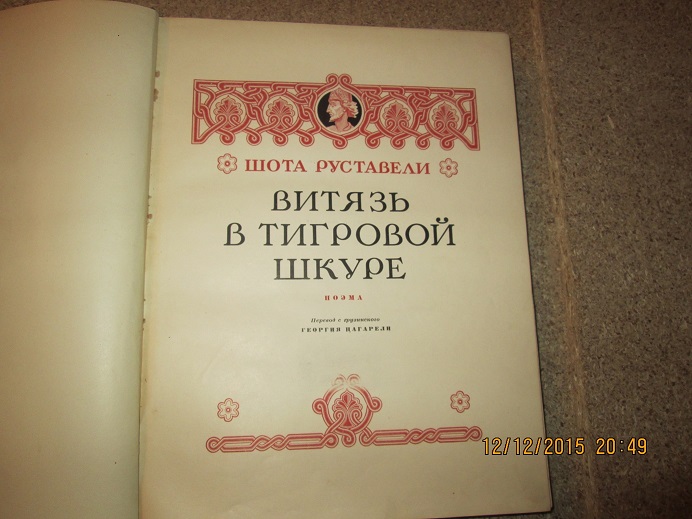 ШОТА РУСТАВЕЛИ
ВИТЯЗЬ
В ТИГРОВОЙ
ШКУРЕ
ПОЭМА
Перевод с грузинского
ГЕОРГИЯ ЦАГАРЕЛИ
12/12/2015 20:49